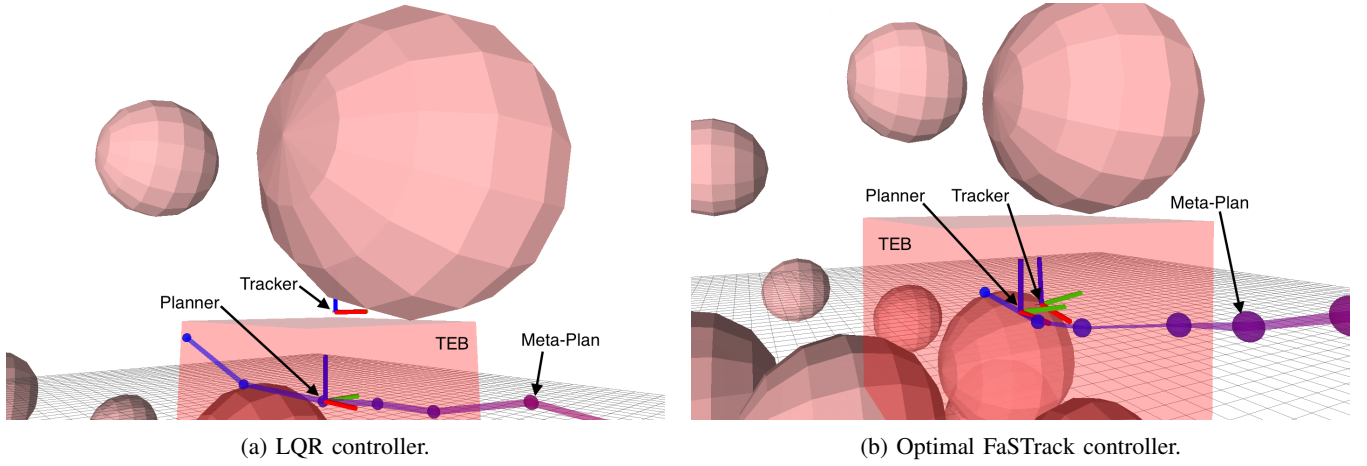 Tracker
Planner
TEB
Meta-Plan
(a) LQR controller.
Planner
Tracker
Meta-Plan
TEB
(b) Optimal FaSTrack controller.